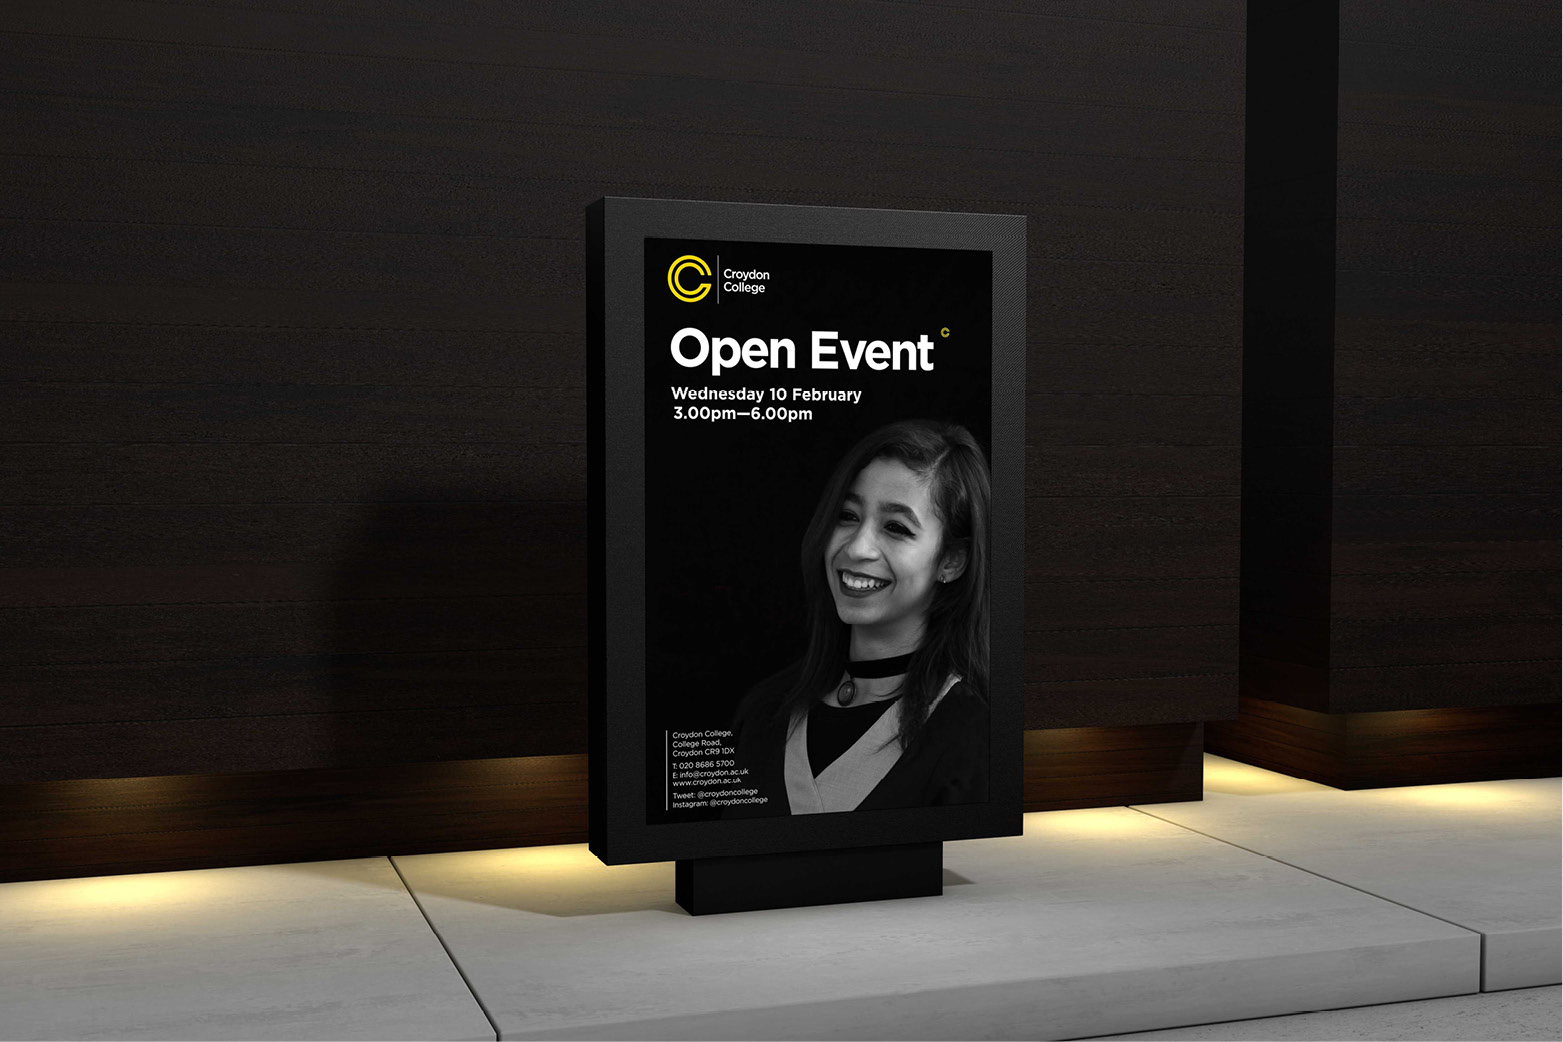 Croydon
College
Open Event
Wednesday 10 February
3.00pm—6.00pm
Croydon College,
College Road,
Croydon CR9 1DX
T: 020 8686 5700
E: info@croydon.ac.uk
www.croydon.ac.uk
Tweet: @croydoncollege
Instagram: @croydoncollege